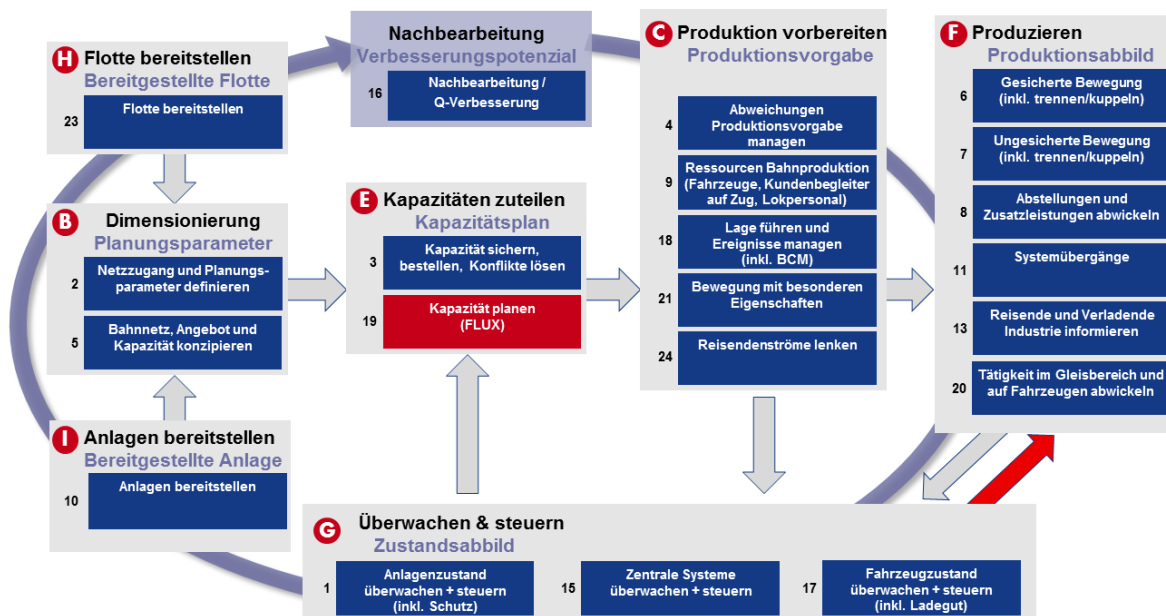 H
Flotte bereitstellen
Bereitgestellte Flotte
23
Flotte bereitstellen
Nachbearbeitung
Verbesserungspotenzial
16
Nachbearbeitung /
Q-Verbesserung
C
Produktion vorbereiten
Produktionsvorgabe
4
Abweichungen
Produktionsvorgabe
managen
9
Ressourcen Bahnproduktion
(Fahrzeuge, Kundenbegleiter
auf Zug, Lokpersonal)
18
Lage führen und
Ereignisse managen
(inkl. BCM)
21
Bewegung mit besonderen
Eigenschaften
24
Reisendenströme lenken
F
Produzieren
Produktionsabbild
6
Gesicherte Bewegung
(inkl. trennen/kuppeln)
7
Ungesicherte Bewegung
(inkl. trennen/kuppeln)
8
Abstellungen und
Zusatzleistungen abwickeln
11
Systemübergänge
13
Reisende und Verladende
Industrie informieren
20
Tätigkeit im Gleisbereich und
auf Fahrzeugen abwickeln
B
Dimensionierung
Planungsparameter
2
Netzzugang und Planungs-
parameter definieren
5
Bahnnetz, Angebot und
Kapazität konzipieren
E
Kapazitäten zuteilen
Kapazitätsplan
3
Kapazität sichern,
bestellen, Konflikte lösen
19
Kapazität planen
(FLUX)
I
Anlagen bereitstellen
Bereitgestellte Anlage
10
Anlagen bereitstellen
G
Überwachen & steuern
Zustandsabbild
1
Anlagenzustand
überwachen + steuern
(inkl. Schutz)
15
Zentrale Systeme
überwachen + steuern
17
Fahrzeugzustand
überwachen + steuern
(inkl. Ladegut)